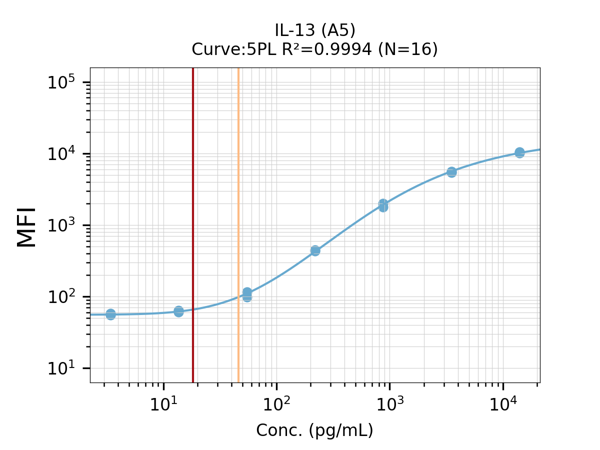 IL-13 (A5)
Curve:5PL R²=0.9994 (N=16)
10⁵
10⁴
10³
10²
10¹
MFI
10¹ 10² 10³ 10⁴
Conc. (pg/mL)